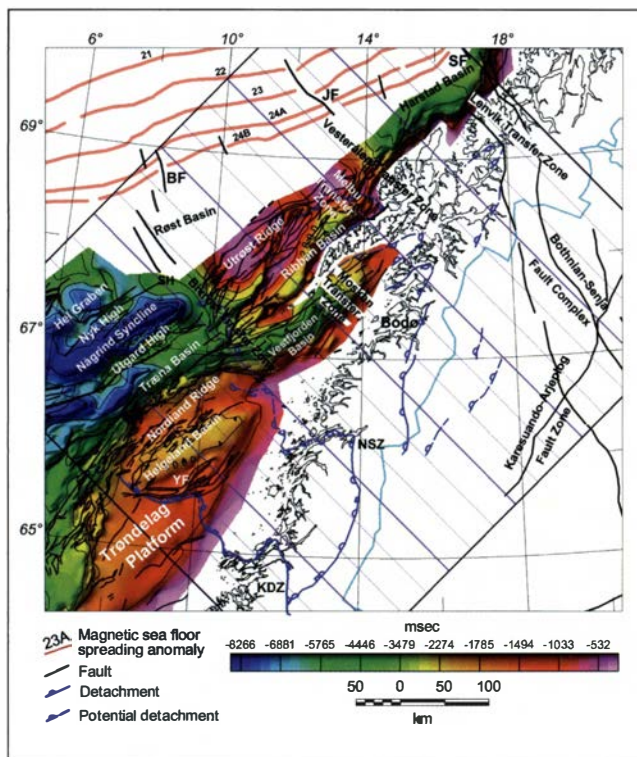 6°
10°
14°
18°
21
22
23
24A
24B
SF
JF
BF
Harstad Basin
Lenvik Transfer Zone
69°
Røst Basin
Utrøst Ridge
Ribban Basin
Bothnian-Senja
Fault Complex
67°
Hel Graben
Nyk High
Någrind Syncline
Utgard High
Træna Basin
Vestfjorden
Basin
Bodø
Nordland Ridge
Helgeland Basin
YF
NSZ
Karesuando-Arjeplog
Fault Zone
65°
Trøndelag
Platform
KDZ
23A
Magnetic sea floor
spreading anomaly
Fault
Detachment
Potential detachment
msec
-8266 -6881 -5765 -4446 -3479 -2274 -1785 -1494 -1033 -532
50 0 50 100
km